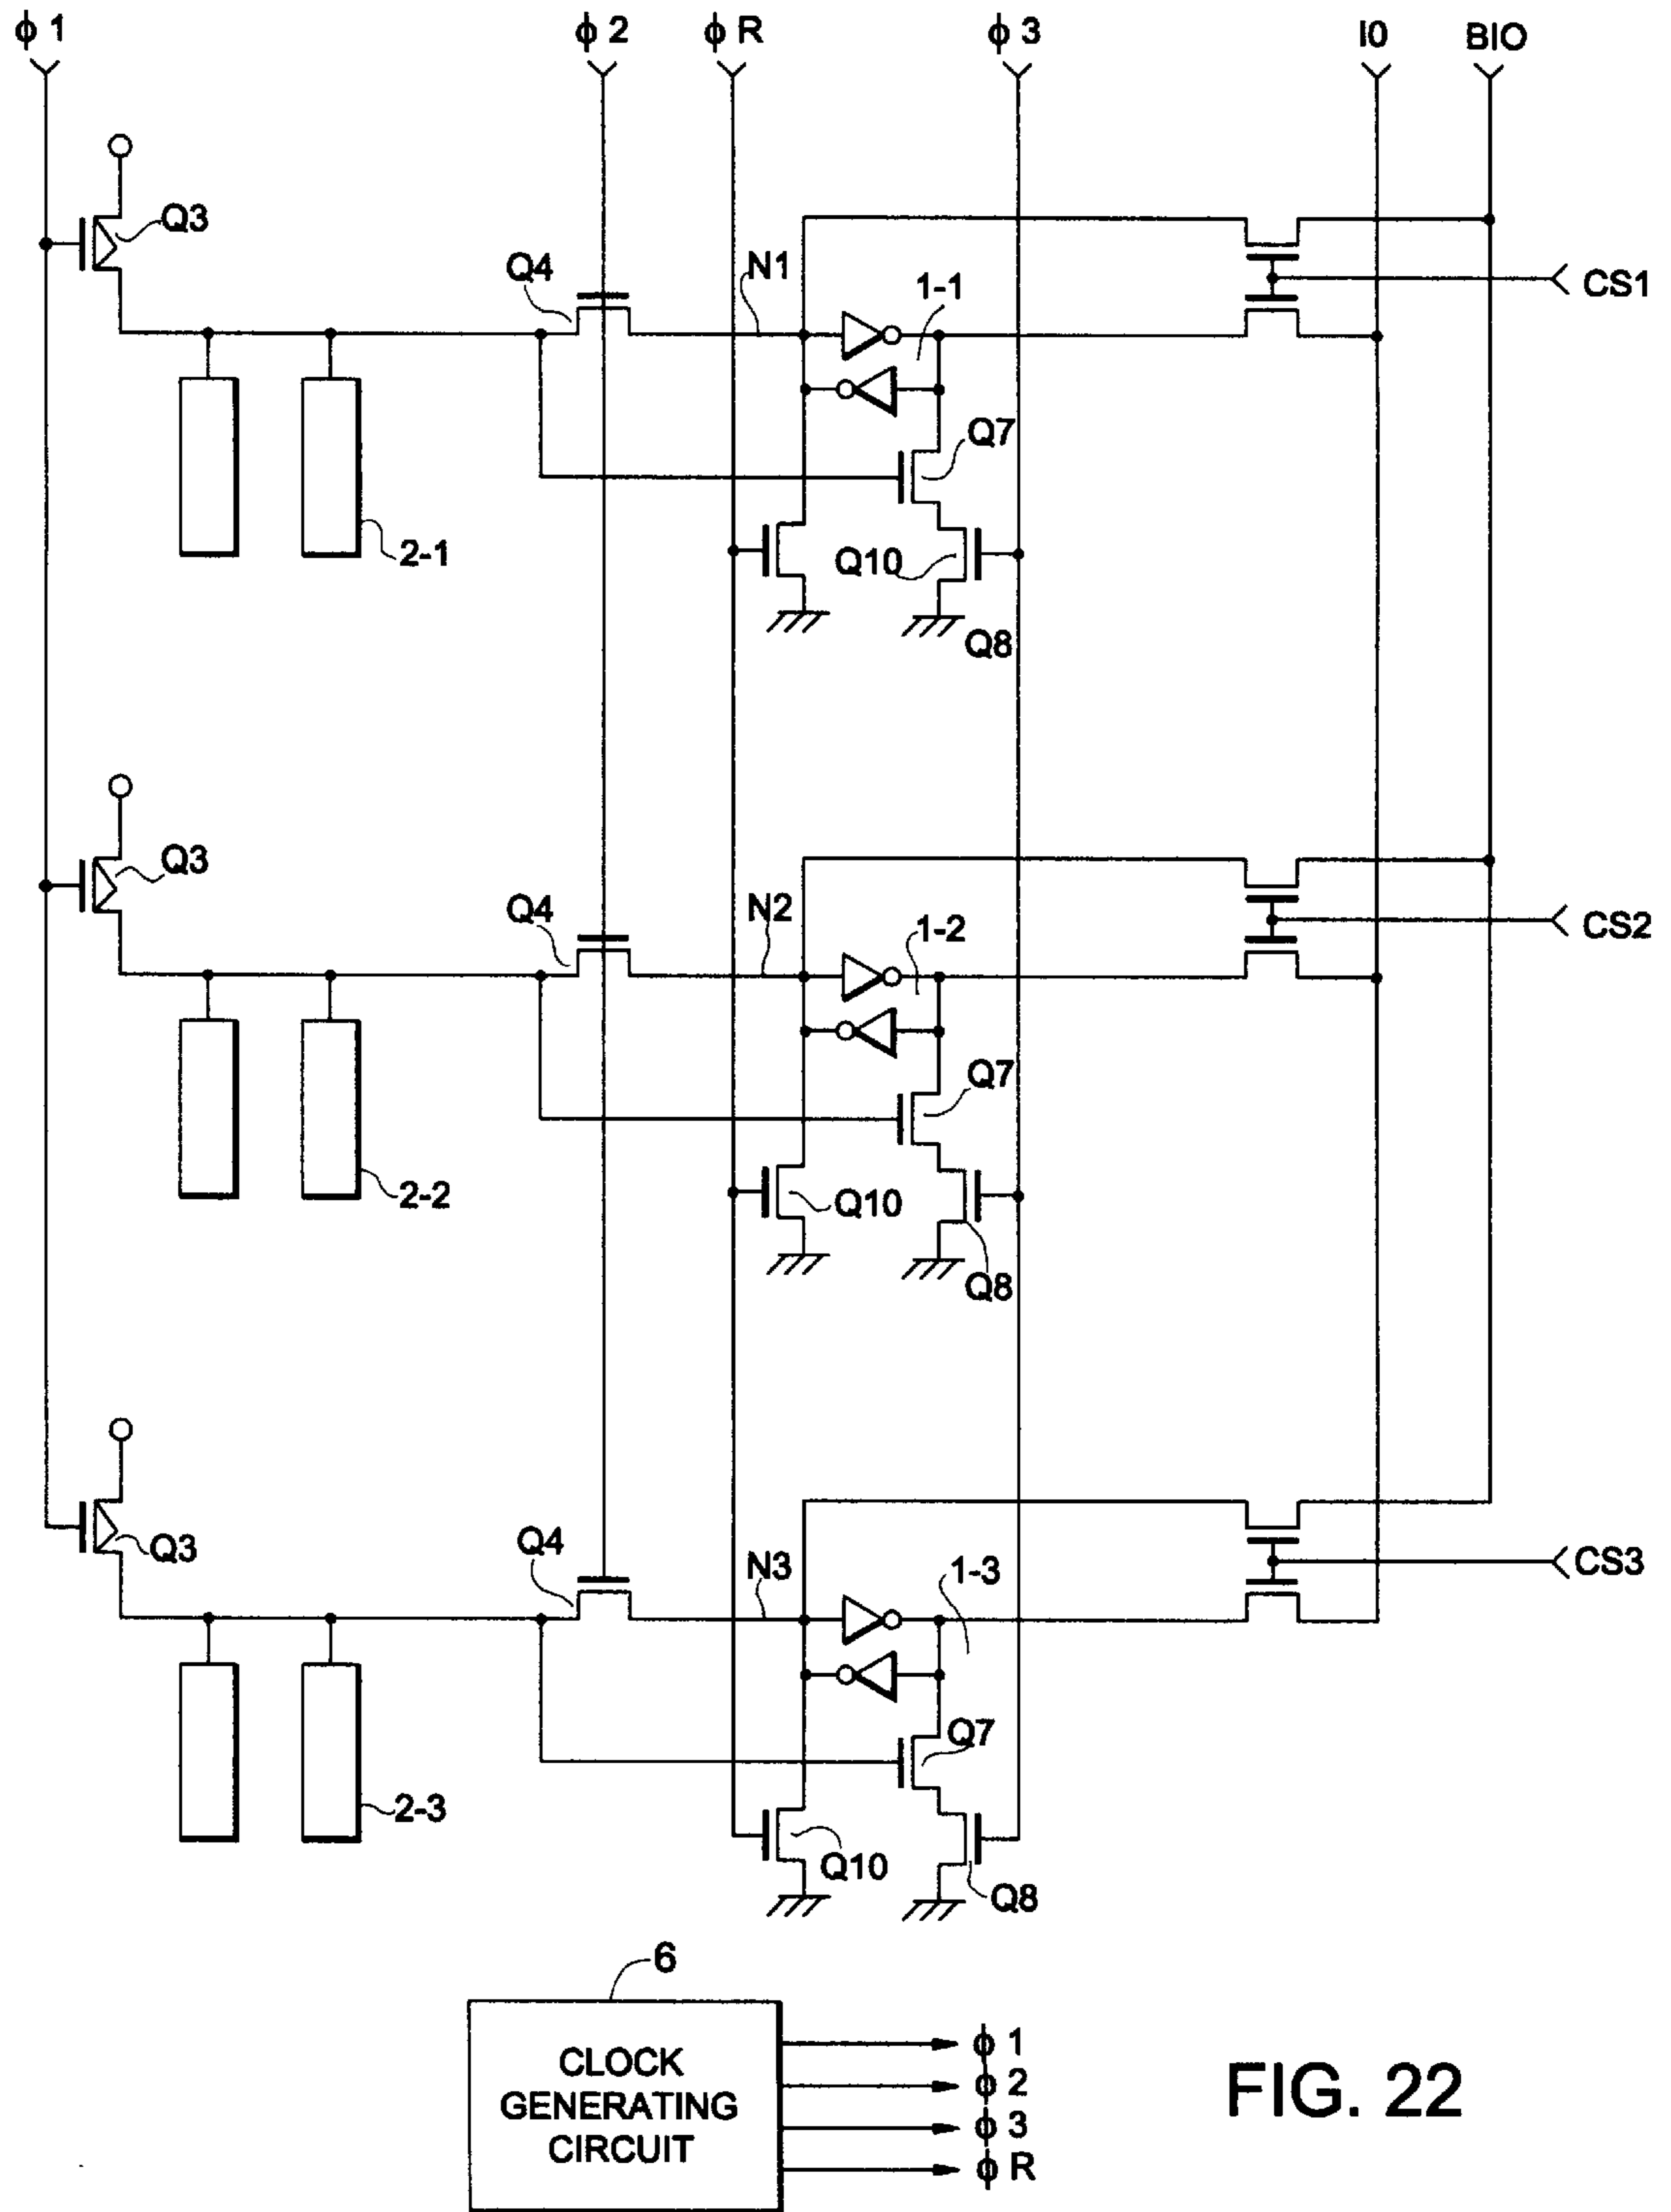 ϕ 1
ϕ 2
ϕ R
ϕ 3
I0
BIO
Q3
Q4
N1
1-1
CS1
Q7
2-1
Q10
Q8
Q3
Q4
N2
1-2
CS2
Q7
2-2
Q10
Q8
Q3
Q4
N3
1-3
CS3
Q7
2-3
Q10
Q8
6
CLOCK
GENERATING
CIRCUIT
ϕ 1
ϕ 2
ϕ 3
ϕ R
FIG. 22